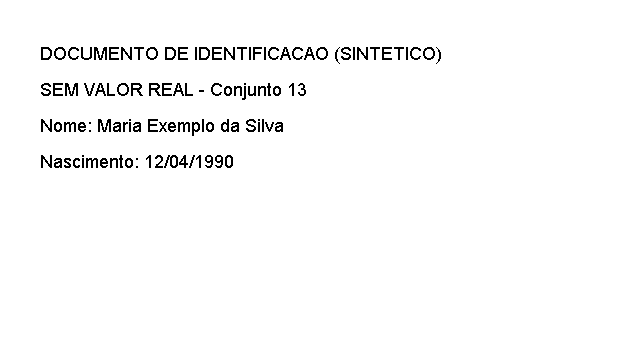 DOCUMENTO DE IDENTIFICACAO (SINTETICO)
SEM VALOR REAL - Conjunto 13
Nome: Maria Exemplo da Silva
Nascimento: 12/04/1990